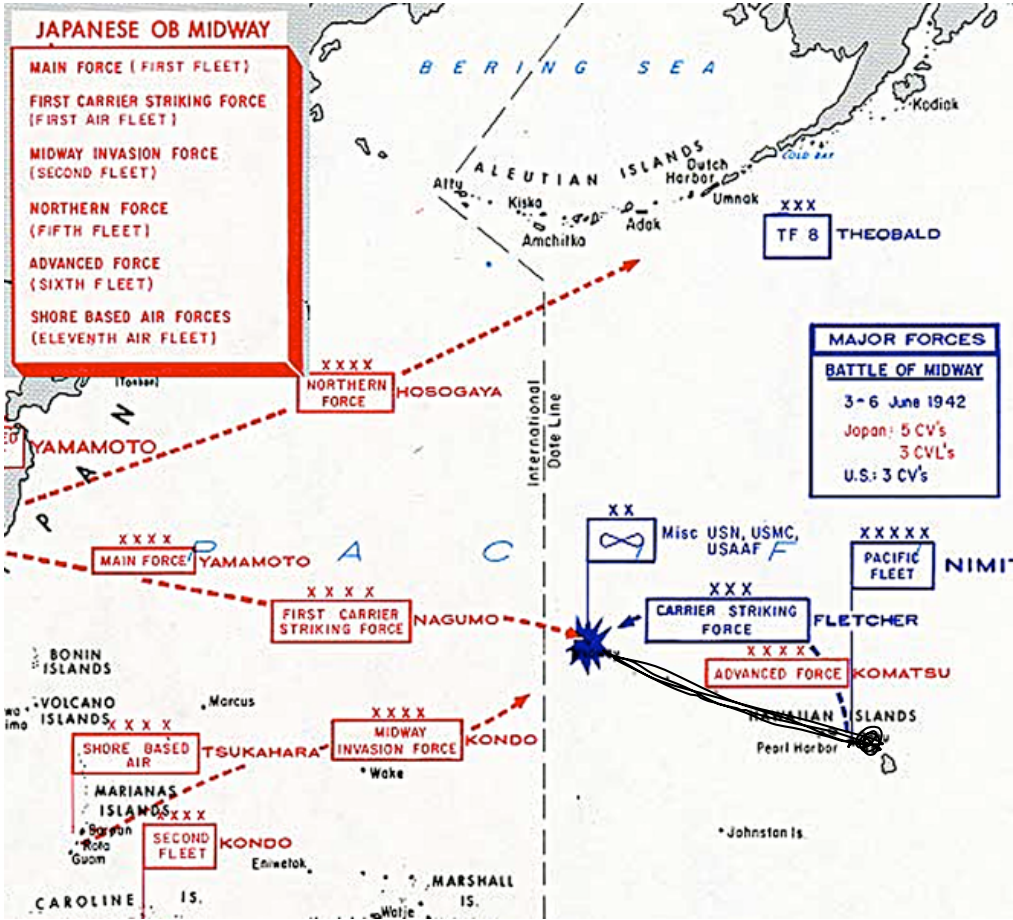 JAPANESE OB MIDWAY
MAIN FORCE (FIRST FLEET)
FIRST CARRIER STRIKING FORCE
(FIRST AIR FLEET)
MIDWAY INVASION FORCE
(SECOND FLEET)
NORTHERN FORCE
(FIFTH FLEET)
ADVANCED FORCE
(SIXTH FLEET)
SHORE BASED AIR FORCES
(ELEVENTH AIR FLEET)
BERING SEA
Kodiak
COLD BAY
ALEUTIAN ISLANDS
Dutch
Harbor
Umnak
Attu
Kiska
Adak
Amchitka
XXX
TF 8
THEOBALD
MAJOR FORCES
BATTLE OF MIDWAY
3-6 June 1942
Japan: 5 CV's
3 CVL's
U.S.: 3 CV's
XXXX
NORTHERN
FORCE
HOSOGAYA
YAMAMOTO
P A N
International
Date Line
XX
Misc USN, USMC,
USAAF
XXXXX
PACIFIC
FLEET
NIMIT
P A C I F
XXXX
MAIN FORCE
YAMAMOTO
XXXX
FIRST CARRIER
STRIKING FORCE
NAGUMO
XXX
CARRIER STRIKING
FORCE
FLETCHER
XXXX
ADVANCED FORCE
KOMATSU
HAWAIIAN ISLANDS
Pearl Harbor
BONIN
ISLANDS
VOLCANO
ISLANDS
Marcus
XXXX
SHORE BASED
AIR
TSUKAHARA
XXXX
MIDWAY
INVASION FORCE
KONDO
Wake
MARIANAS
ISLANDS
Saipan
Rota
Guam
XXXX
SECOND
FLEET
KONDO
Eniwetok
Johnston Is.
MARSHALL
IS.
Wotje
CAROLINE IS.